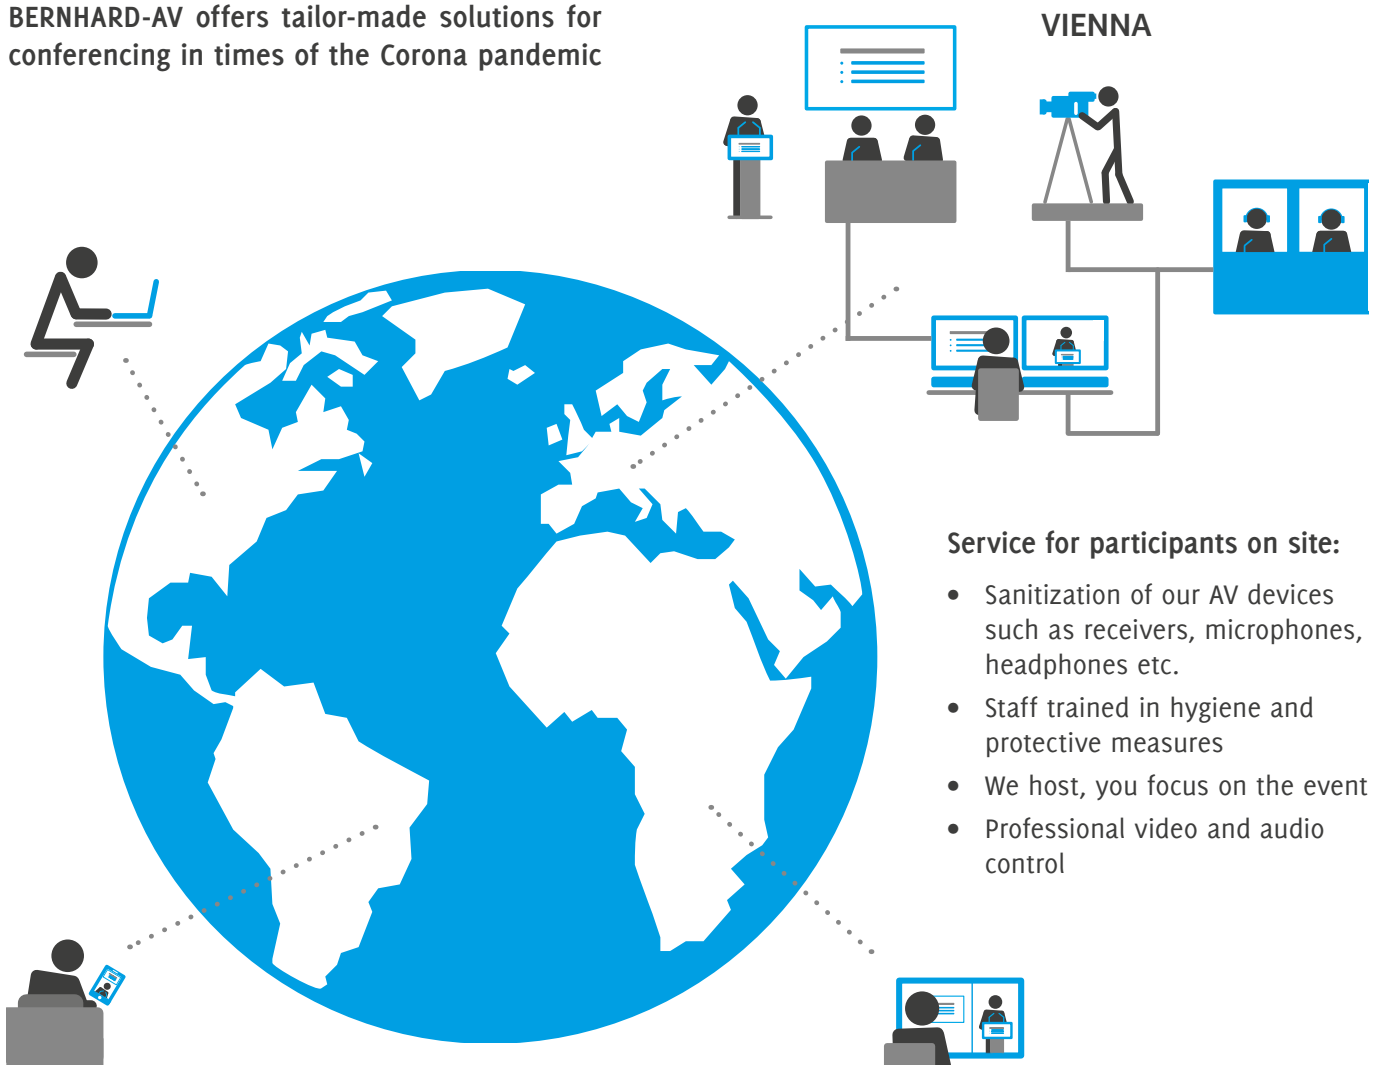 BERNHARD-AV offers tailor-made solutions for
conferencing in times of the Corona pandemic
VIENNA
Service for participants on site:
• Sanitization of our AV devices
such as receivers, microphones,
headphones etc.
• Staff trained in hygiene and
protective measures
• We host, you focus on the event
• Professional video and audio
control